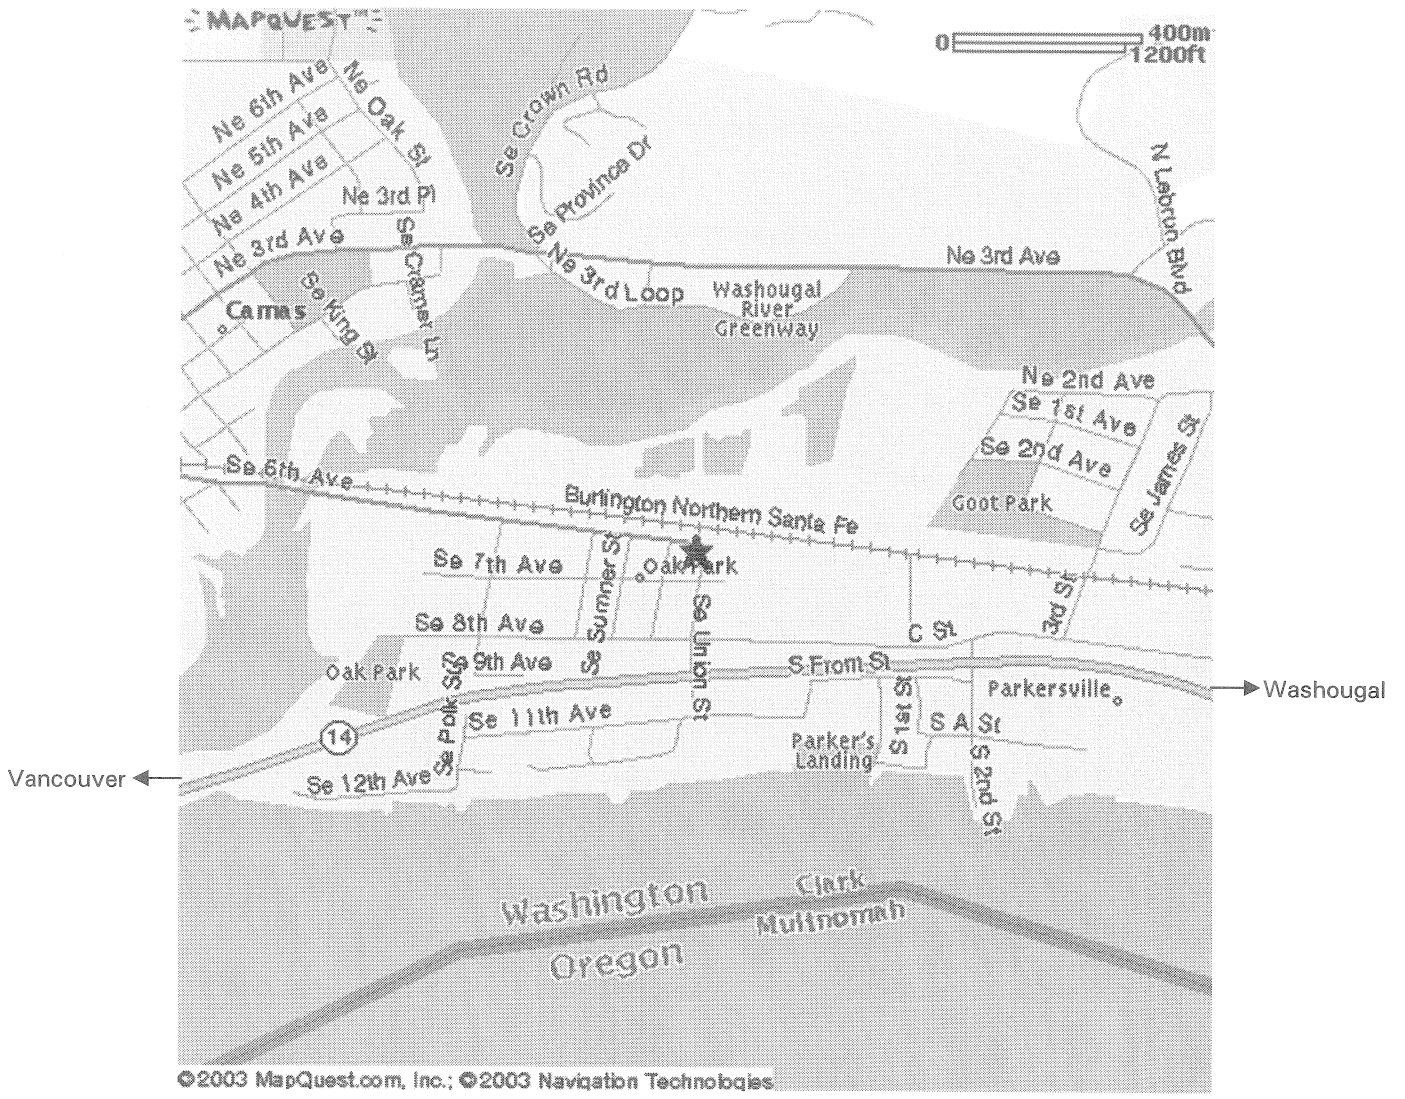 MAPQUEST
0 400m
1200ft
Ne 6th Ave
Ne Oak St
Se Crown Rd
Ne 5th Ave
Ne 4th Ave
Se Province Dr
N Lebrun Blvd
Ne 3rd Pl
Ne 3rd Ave
Se Cramer Ln
Ne 3rd Loop
Ne 3rd Ave
Washougal
River
Greenway
Camas
Se King St
Ne 2nd Ave
Se 1st Ave
Se 2nd Ave
Se James St
Se 6th Ave
Burlington Northern Santa Fe
Goot Park
Se 7th Ave
Se Sumner St
Oak Park
Se Union St
3rd St
Se 8th Ave
C St
Oak Park
Se 9th Ave
S Front St
Parkersville
Washougal
Se Polk St
Se 11th Ave
S 1st S
S A St
14
Parker's
Landing
Vancouver
Se 12th Ave
S 2nd St
Washington
Clark
Multnomah
Oregon
©2003 MapQuest.com, Inc.; ©2003 Navigation Technologies